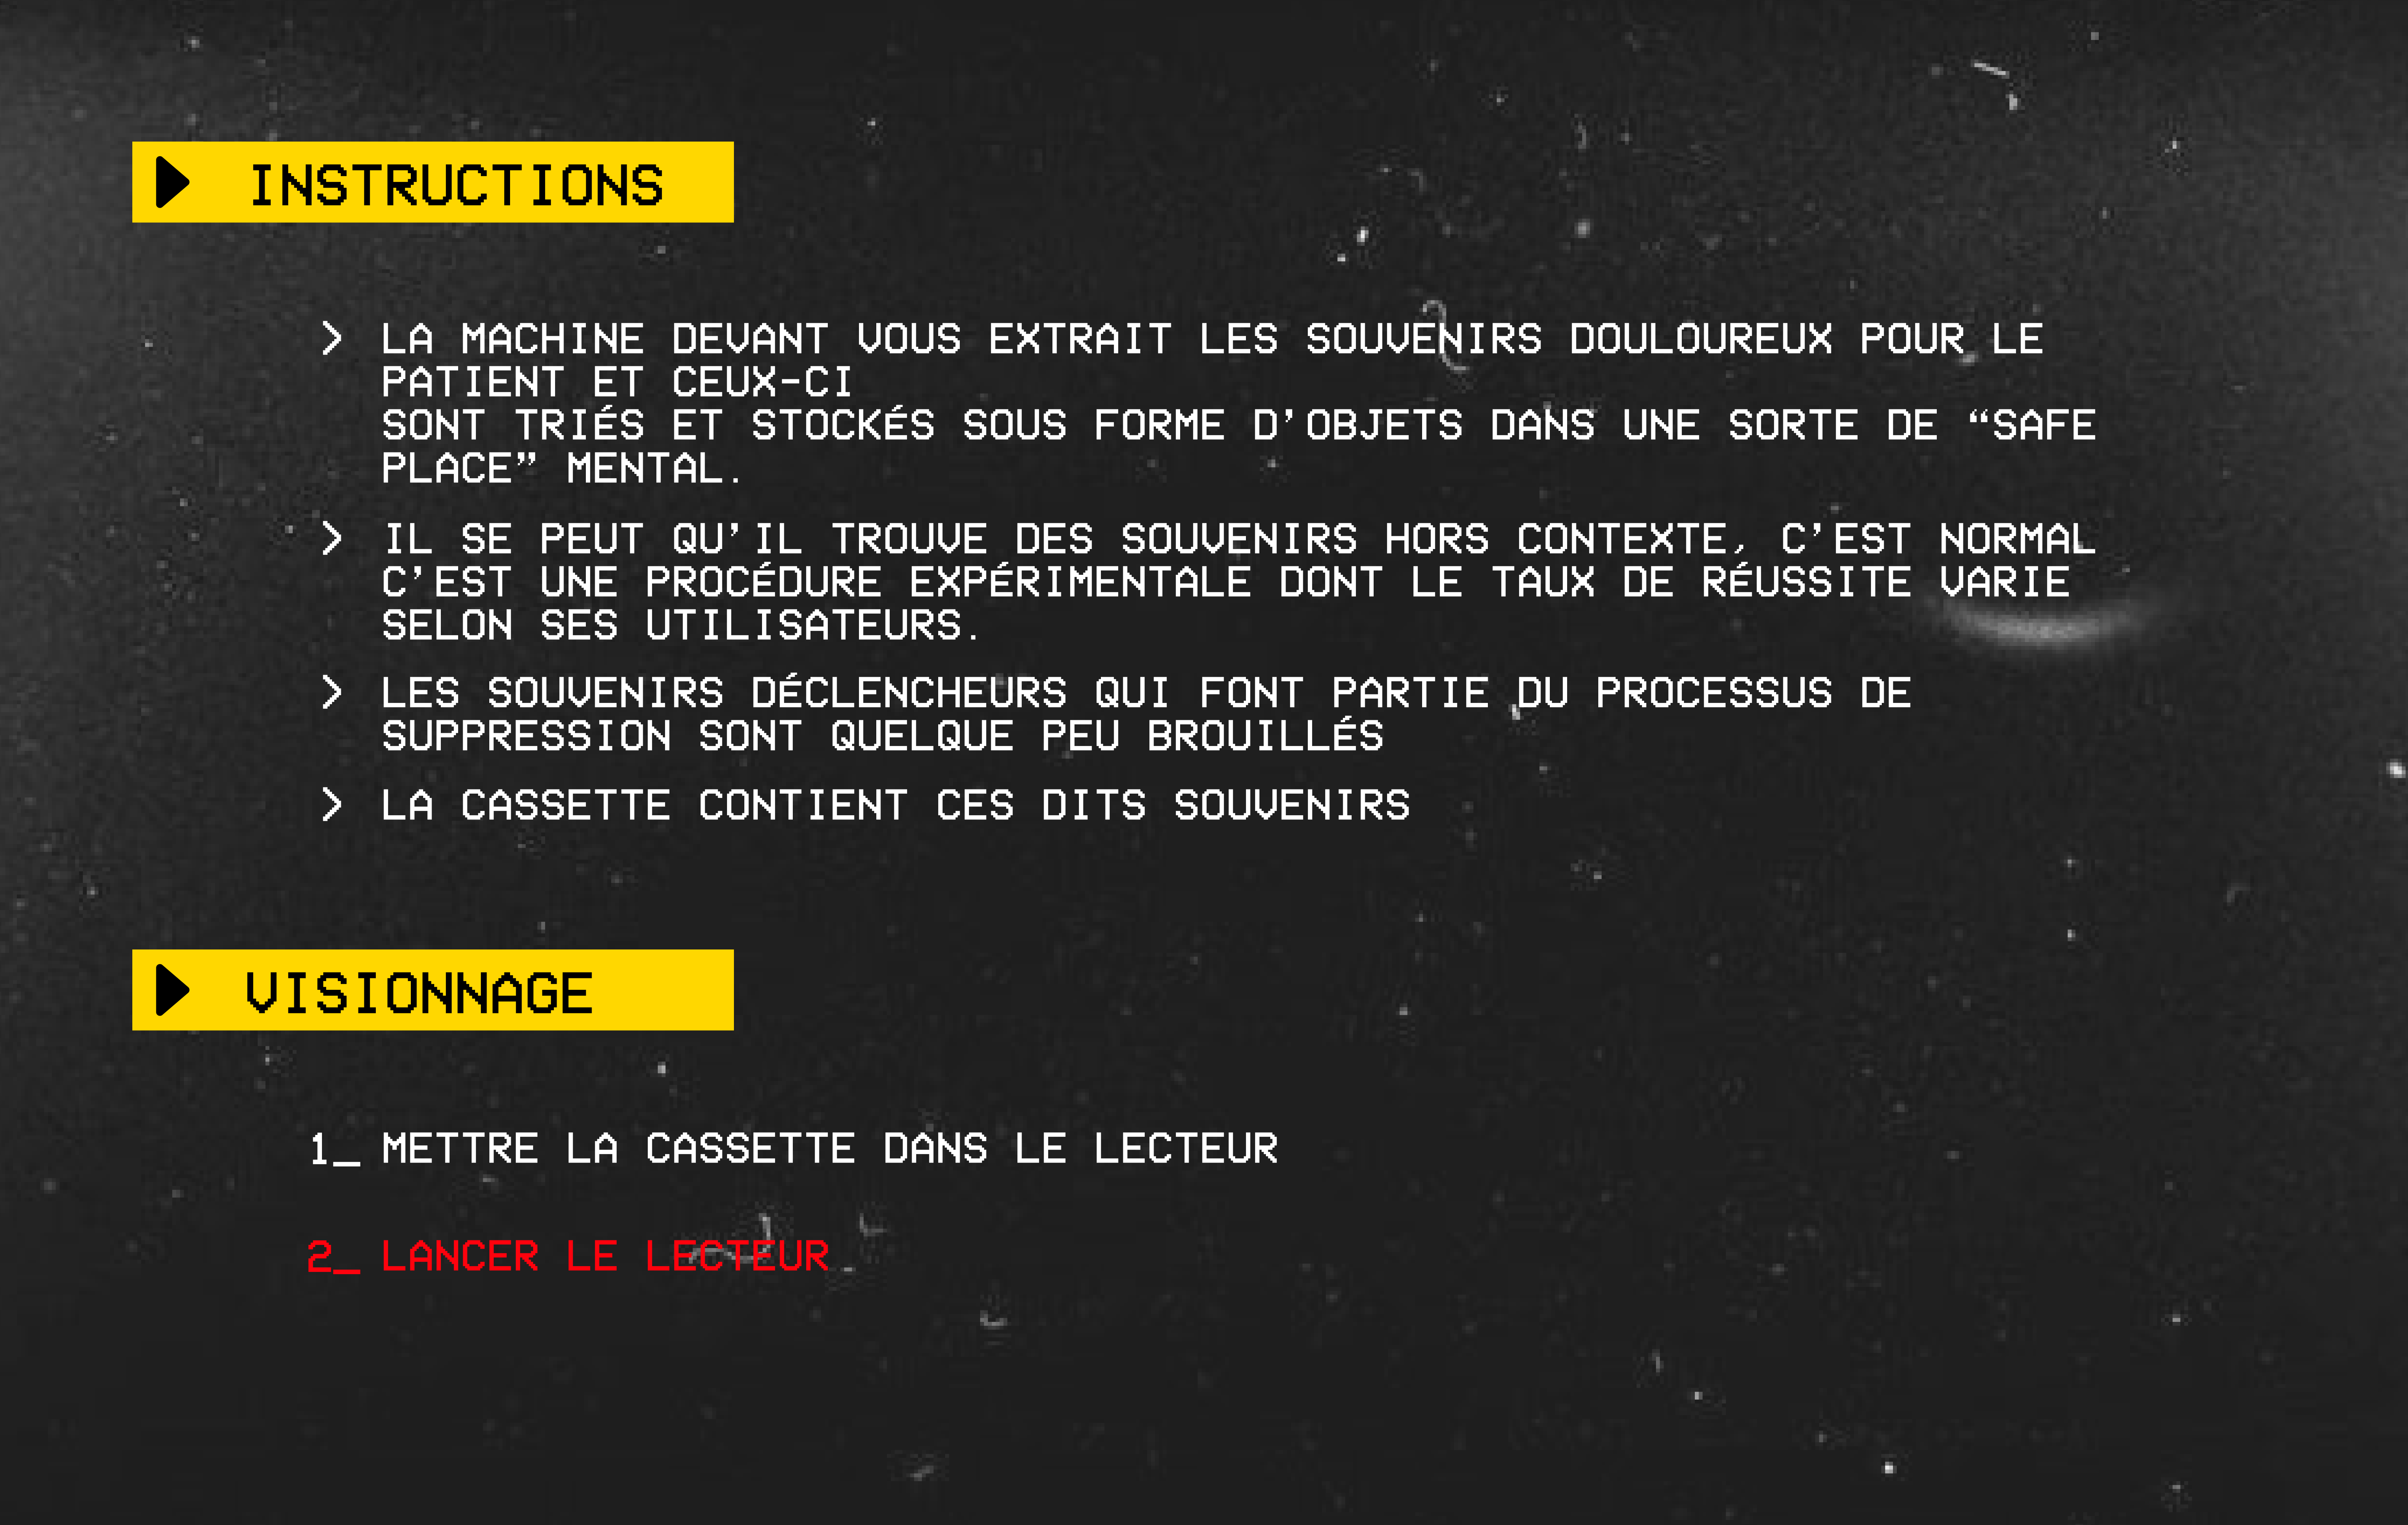 INSTRUCTIONS
> LA MACHINE DEVANT VOUS EXTRAIT LES SOUVENIRS DOULOUREUX POUR LE
PATIENT ET CEUX-CI
SONT TRIÉS ET STOCKÉS SOUS FORME D’OBJETS DANS UNE SORTE DE “SAFE
PLACE” MENTAL.
> IL SE PEUT QU’IL TROUVE DES SOUVENIRS HORS CONTEXTE, C’EST NORMAL
C’EST UNE PROCÉDURE EXPÉRIMENTALE DONT LE TAUX DE RÉUSSITE VARIE
SELON SES UTILISATEURS.
> LES SOUVENIRS DÉCLENCHEURS QUI FONT PARTIE DU PROCESSUS DE
SUPPRESSION SONT QUELQUE PEU BROUILLÉS
> LA CASSETTE CONTIENT CES DITS SOUVENIRS
VISIONNAGE
1_ METTRE LA CASSETTE DANS LE LECTEUR
2_ LANCER LE LECTEUR